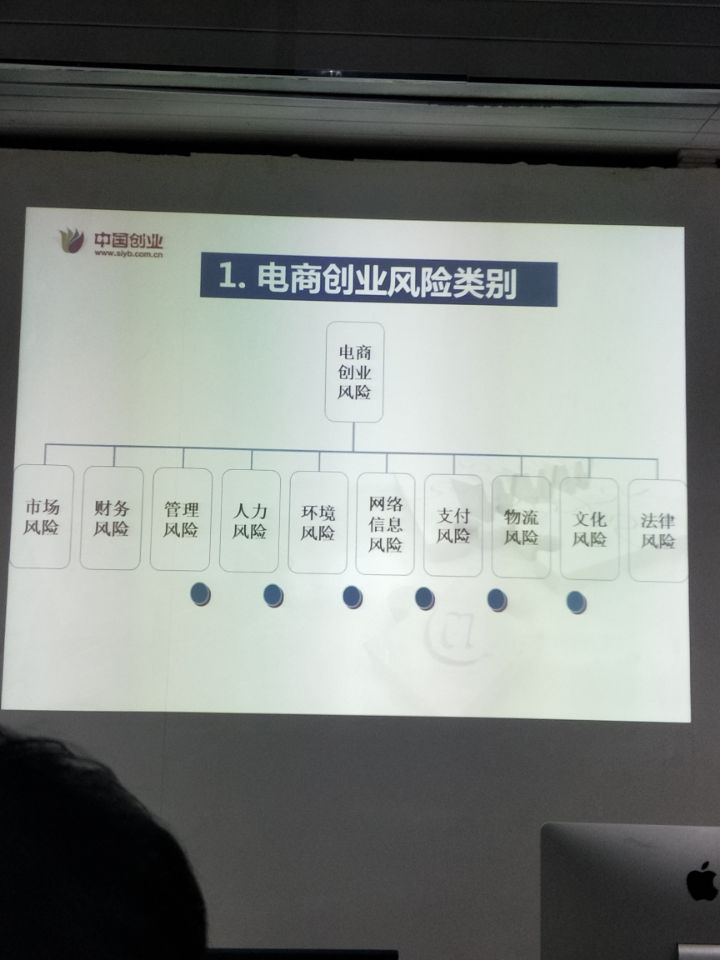 中国创业
www.siyb.com.cn
1. 电商创业风险类别
电商
创业
风险
市场
风险
财务
风险
管理
风险
人力
风险
环境
风险
网络
信息
风险
支付
风险
物流
风险
文化
风险
法律
风险
@